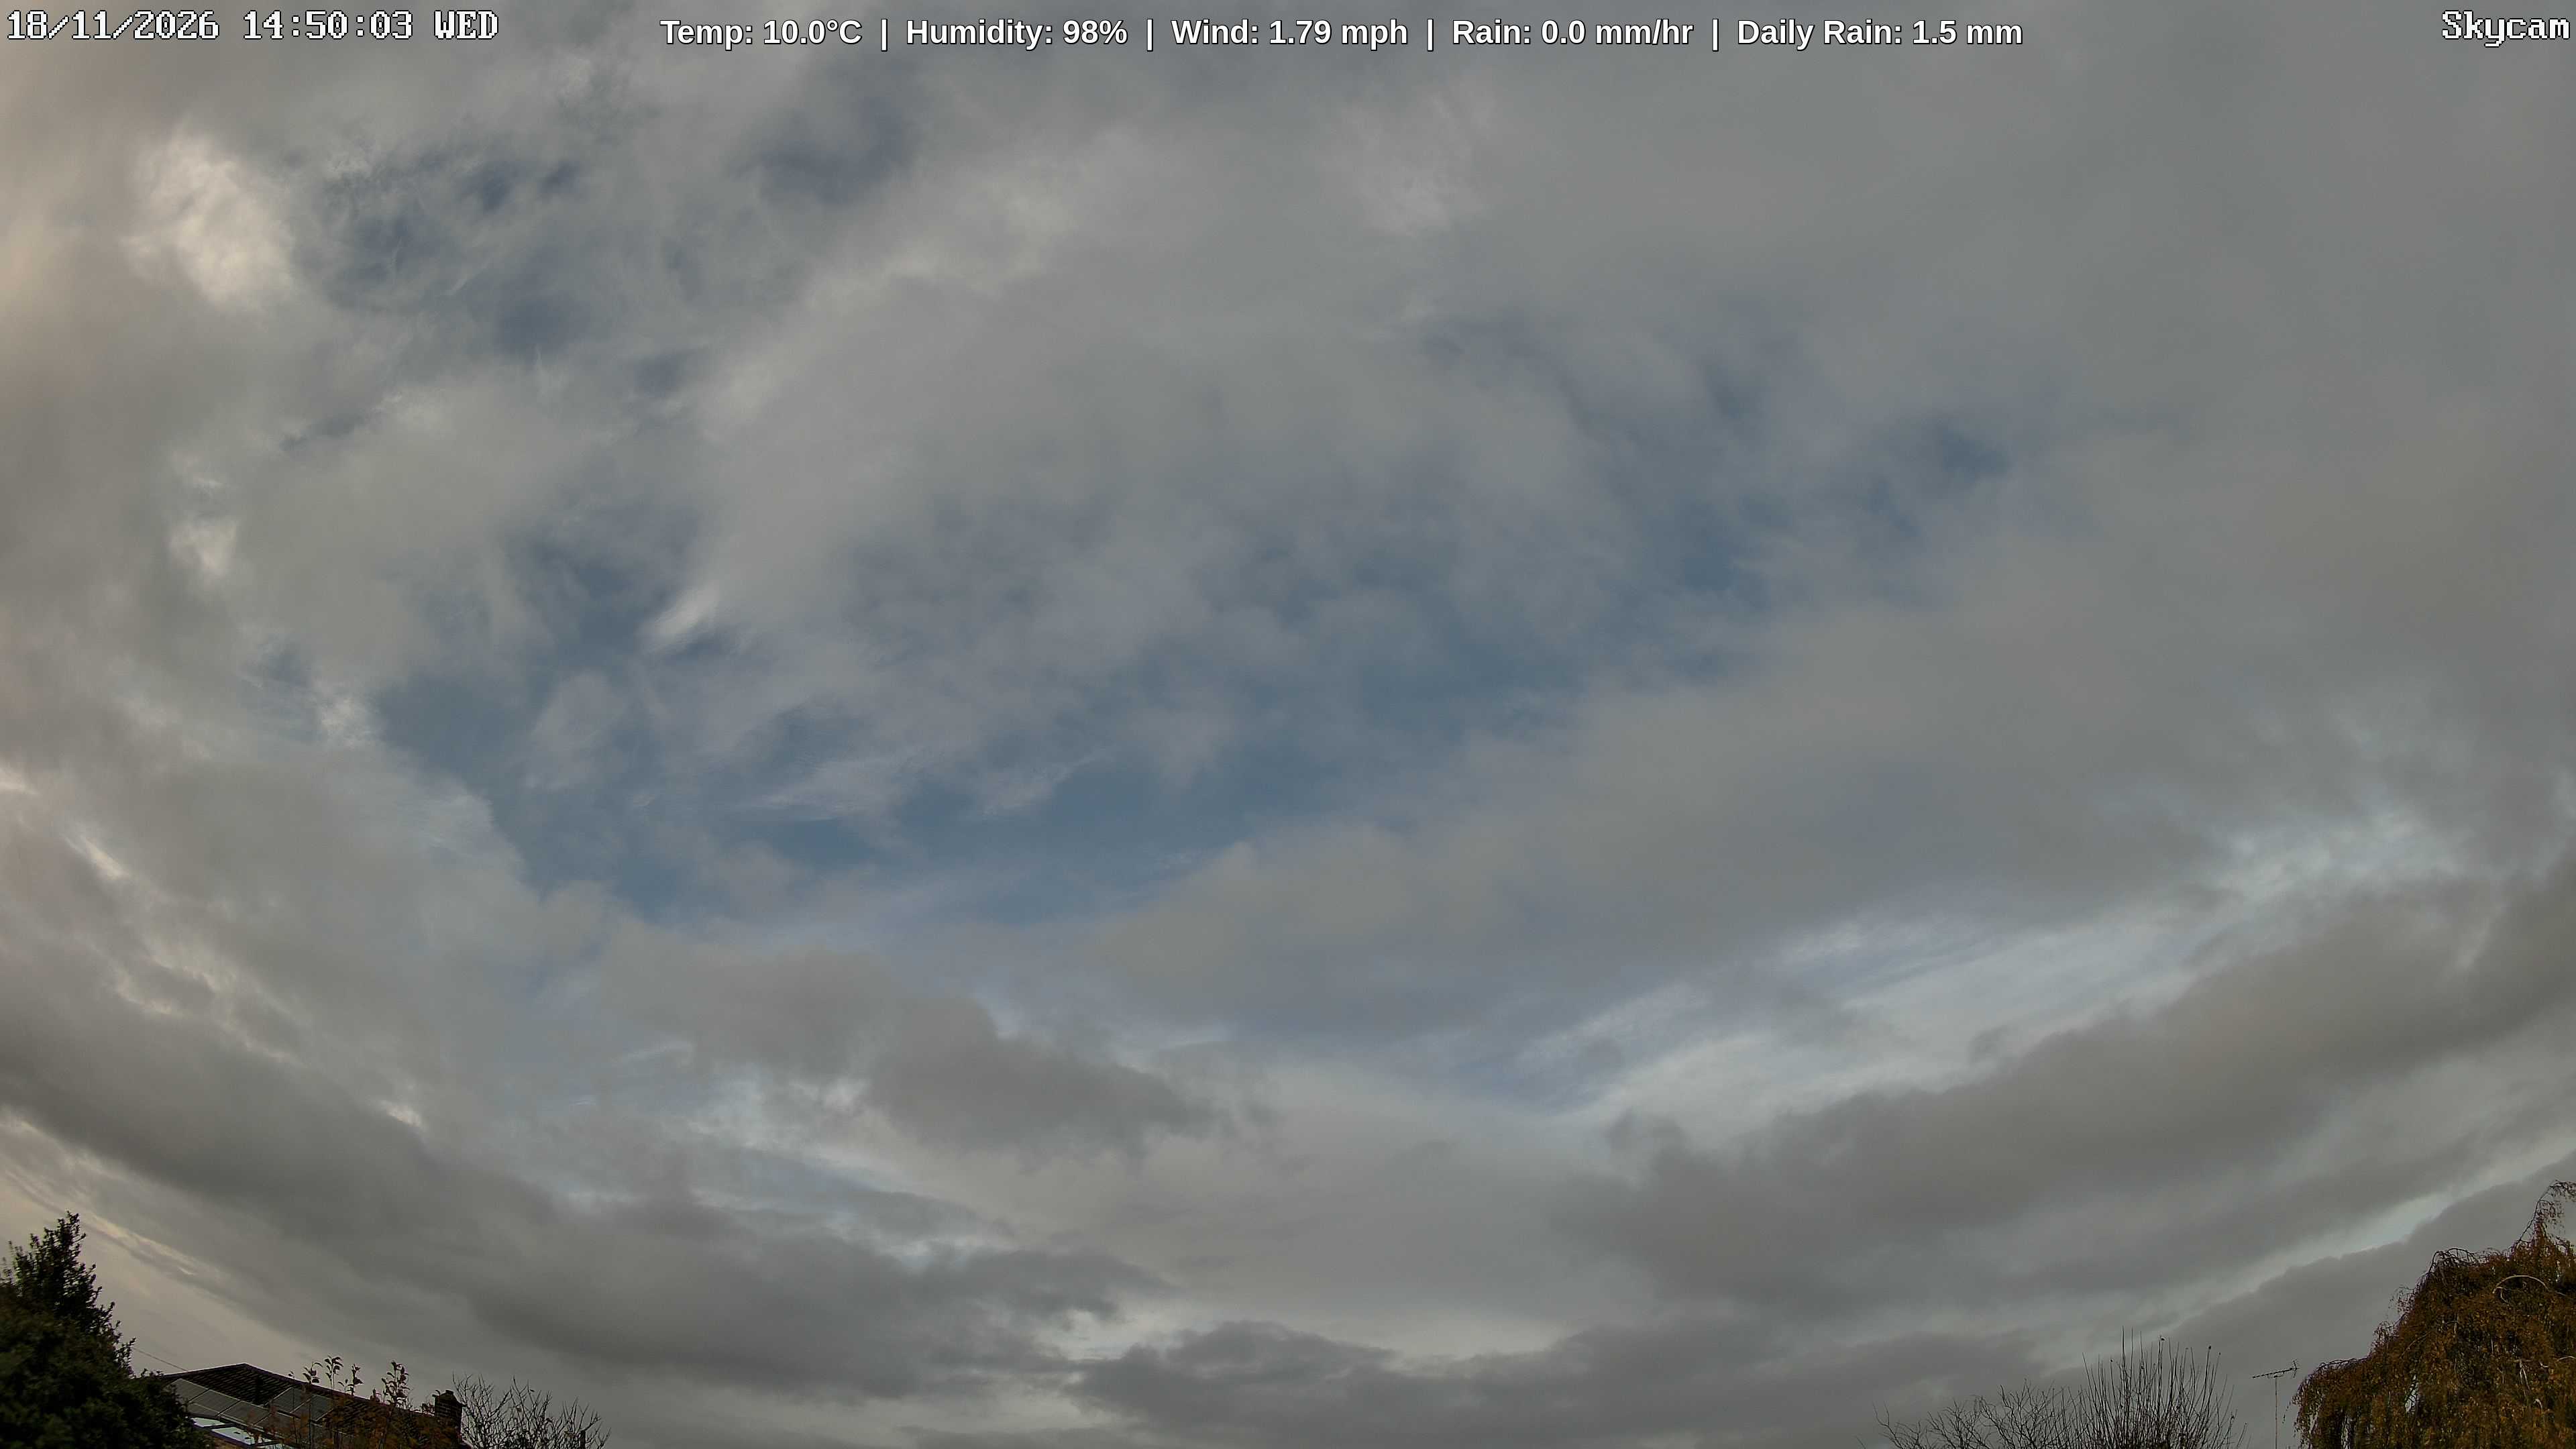 18/11/2026 14:50:03 WED
Temp: 10.0°C | Humidity: 98% | Wind: 1.79 mph | Rain: 0.0 mm/hr | Daily Rain: 1.5 mm
Skycam